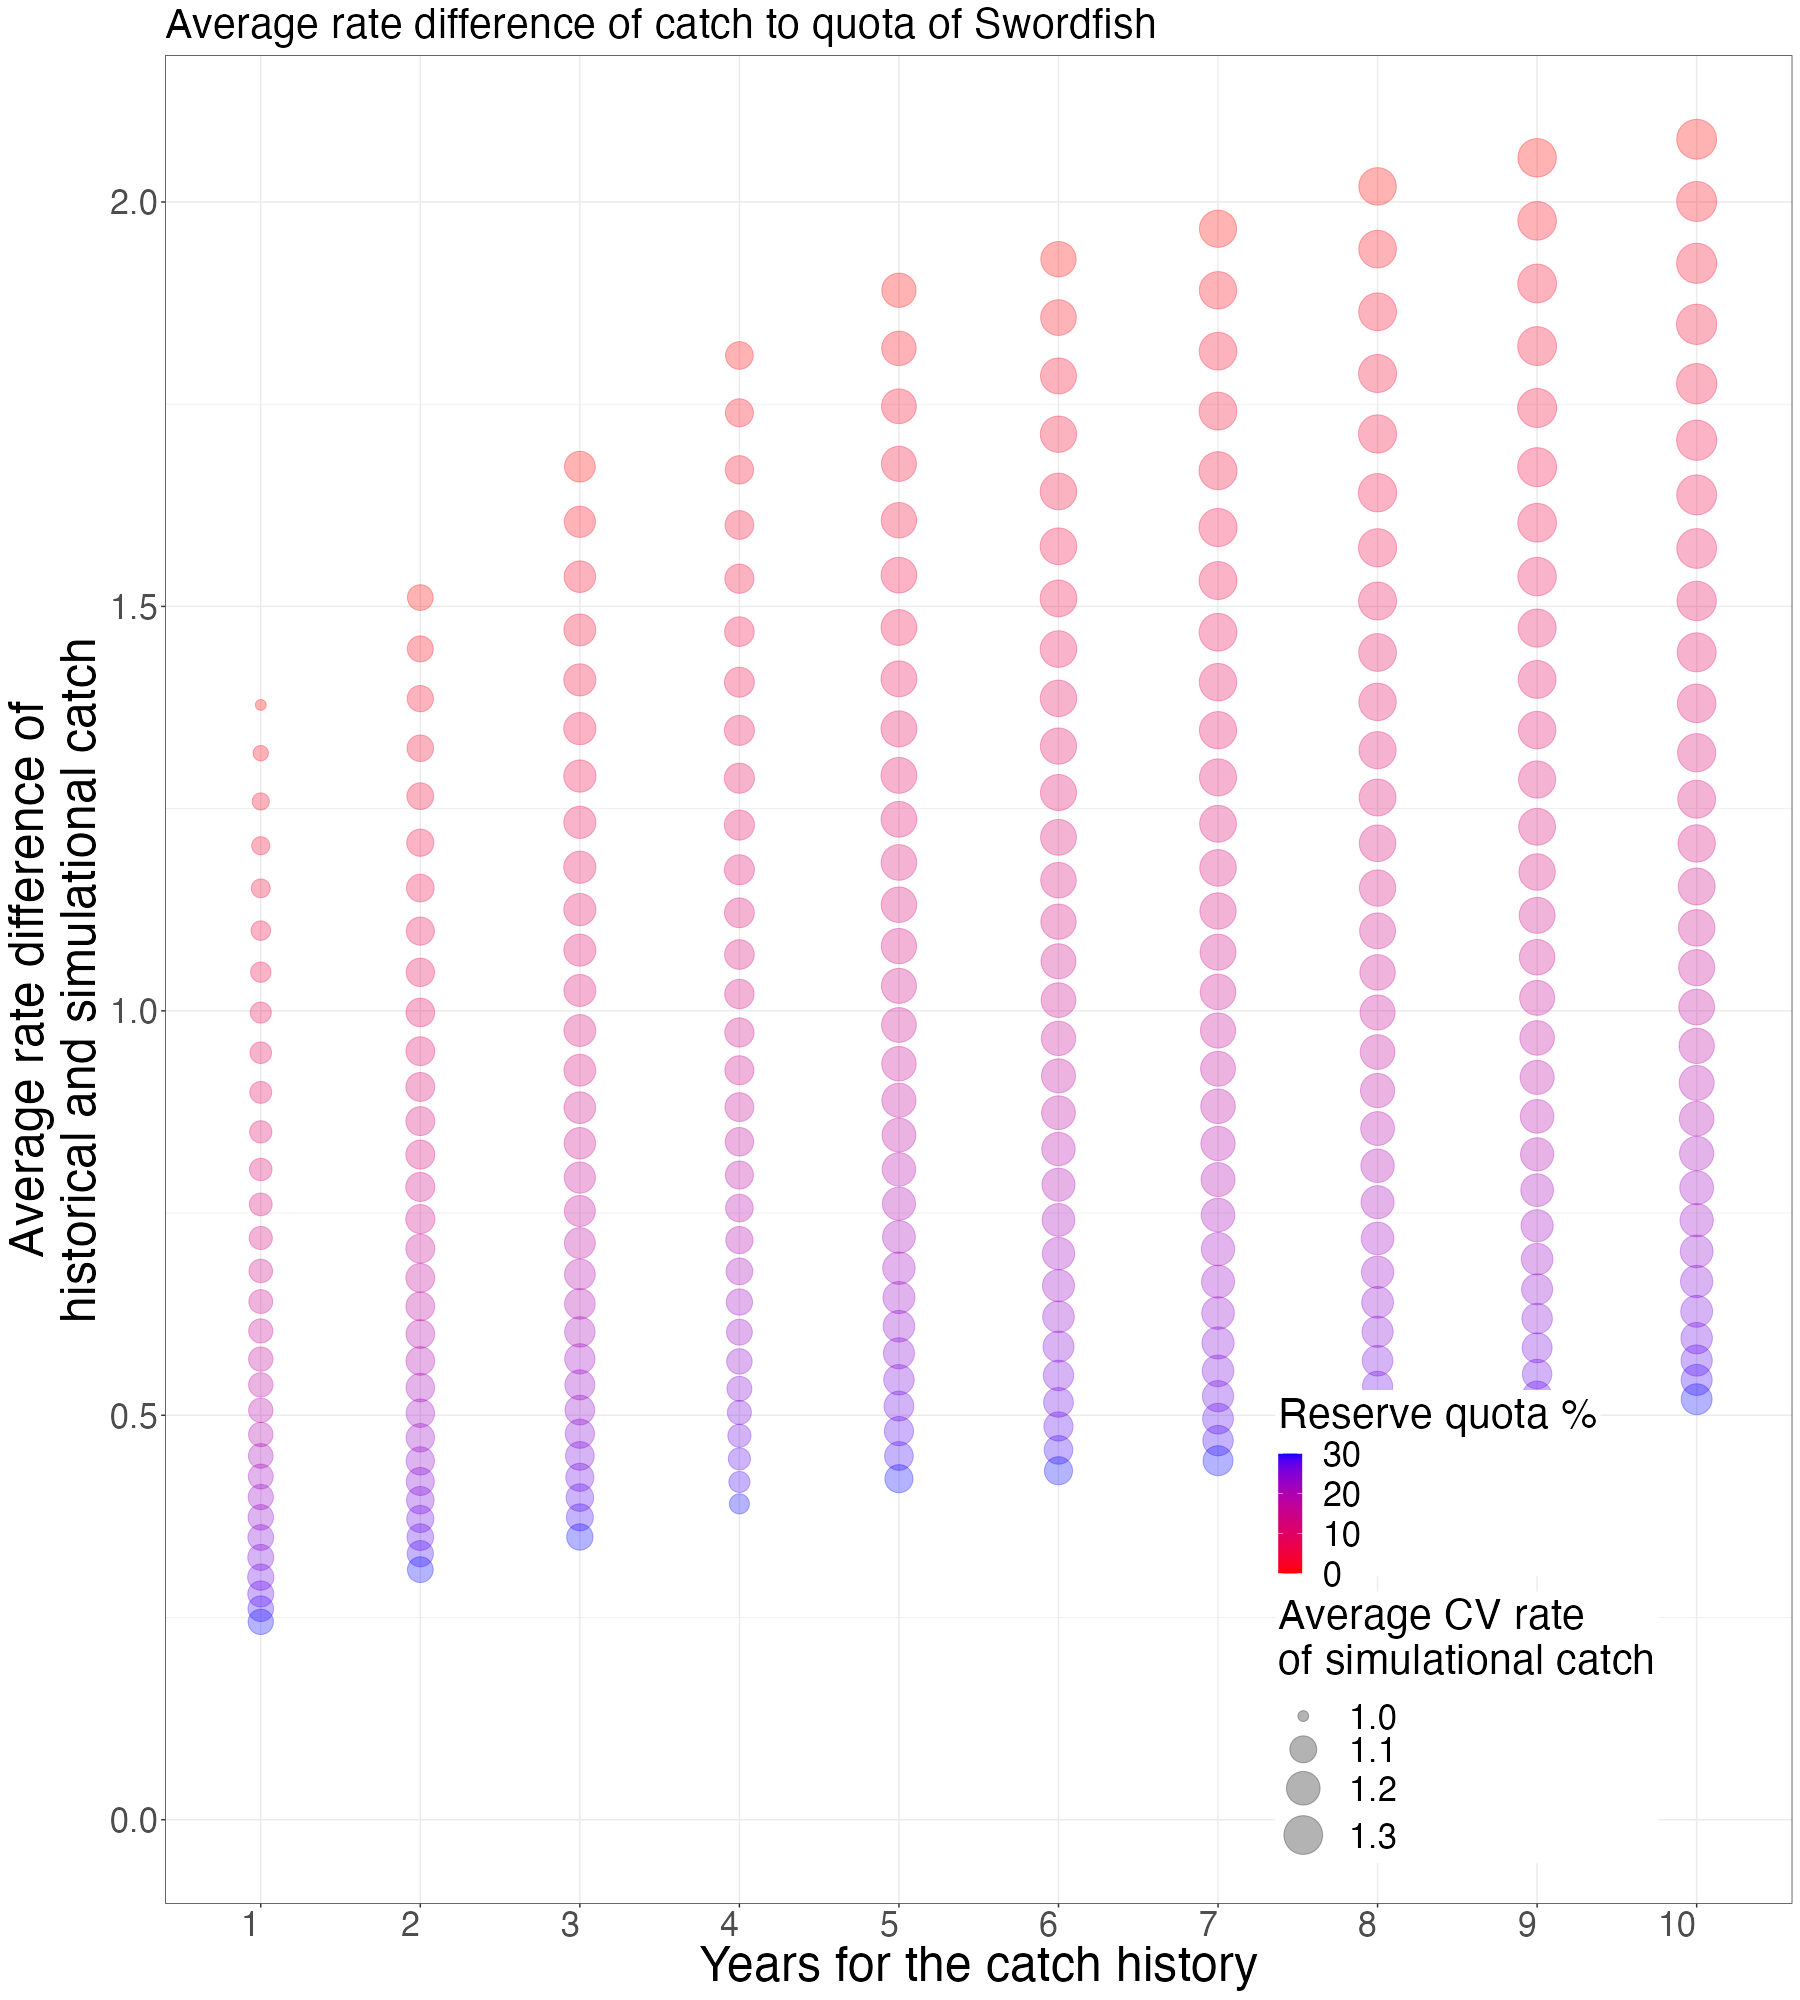 Average rate difference of catch to quota of Swordfish
Average rate difference of
historical and simulational catch
2.0
1.5
1.0
0.5
0.0
Reserve quota %
30
20
10
0
Average CV rate
of simulational catch
1.0
1.1
1.2
1.3
1 2 3 4 5 6 7 8 9 10
Years for the catch history